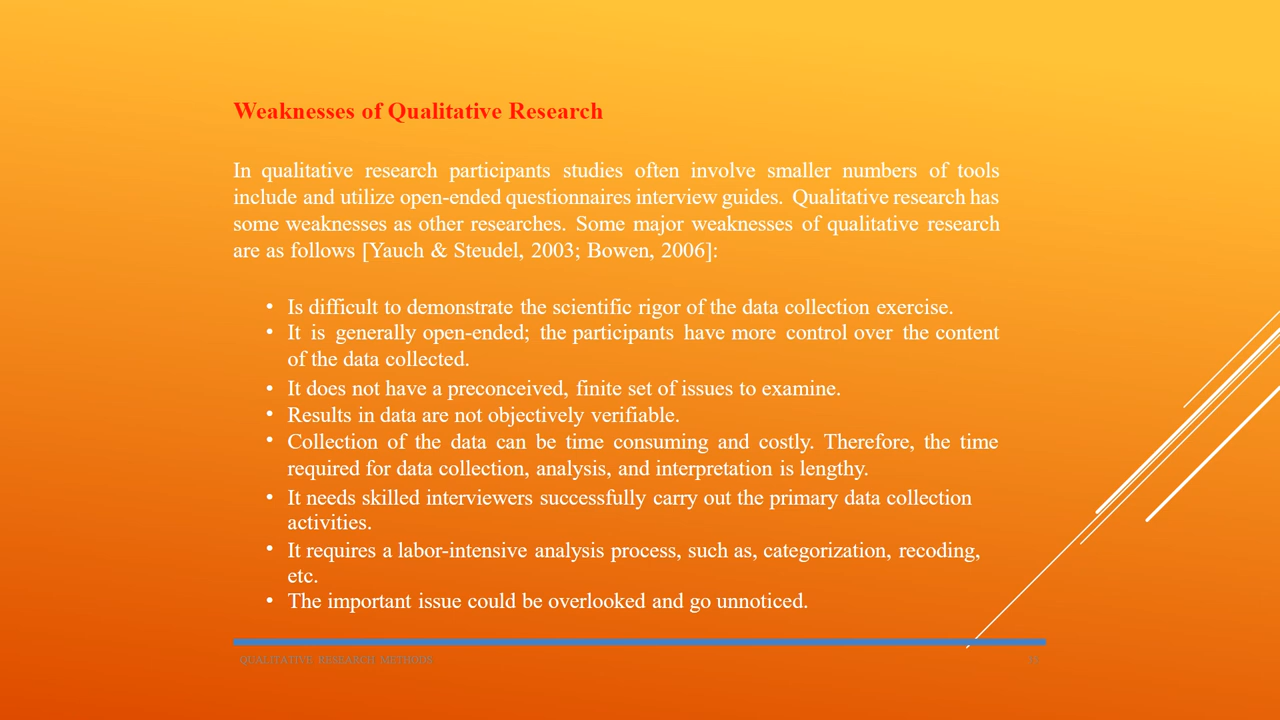 Weaknesses of Qualitative Research
In qualitative research participants studies often involve smaller numbers of tools
include and utilize open-ended questionnaires interview guides. Qualitative research has
some weaknesses as other researches. Some major weaknesses of qualitative research
are as follows [Yauch & Steudel, 2003; Bowen, 2006]:
• Is difficult to demonstrate the scientific rigor of the data collection exercise.
• It is generally open-ended; the participants have more control over the content
of the data collected.
• It does not have a preconceived, finite set of issues to examine.
• Results in data are not objectively verifiable.
• Collection of the data can be time consuming and costly. Therefore, the time
required for data collection, analysis, and interpretation is lengthy.
• It needs skilled interviewers successfully carry out the primary data collection
activities.
• It requires a labor-intensive analysis process, such as, categorization, recoding,
etc.
• The important issue could be overlooked and go unnoticed.
QUALITATIVE RESEARCH METHODS